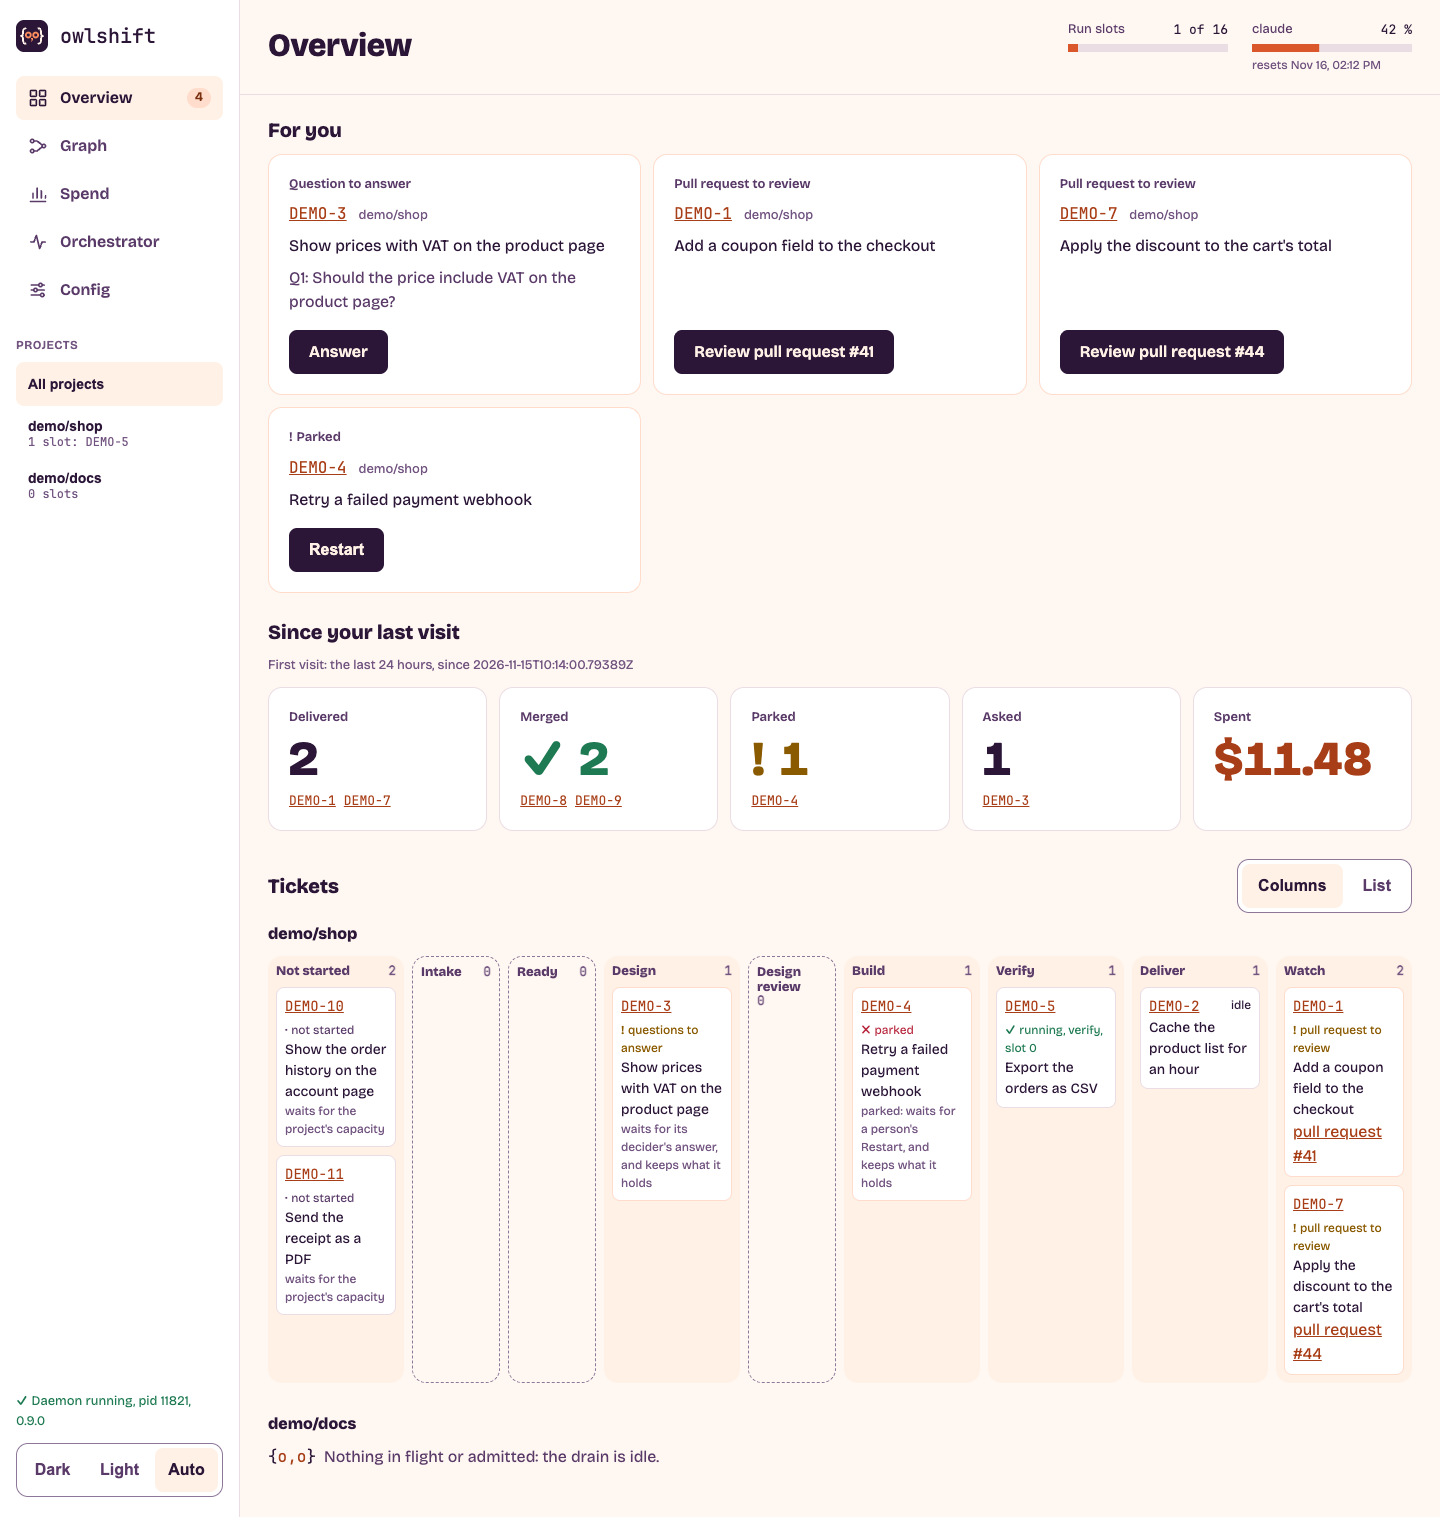 {o,o} owlshift
Overview 4
Graph
Spend
Orchestrator
Config
PROJECTS
All projects
demo/shop
1 slot: DEMO-5
demo/docs
0 slots
✓ Daemon running, pid 11821,
0.9.0
Dark Light Auto
Overview
Run slots 1 of 16
claude 42 %
resets Nov 16, 02:12 PM
For you
Question to answer
DEMO-3 demo/shop
Show prices with VAT on the product page
Q1: Should the price include VAT on the
product page?
Answer
Pull request to review
DEMO-1 demo/shop
Add a coupon field to the checkout
Review pull request #41
Pull request to review
DEMO-7 demo/shop
Apply the discount to the cart's total
Review pull request #44
! Parked
DEMO-4 demo/shop
Retry a failed payment webhook
Restart
Since your last visit
First visit: the last 24 hours, since 2026-11-15T10:14:00.79389Z
Delivered
2
DEMO-1 DEMO-7
Merged
✓ 2
DEMO-8 DEMO-9
Parked
! 1
DEMO-4
Asked
1
DEMO-3
Spent
$11.48
Tickets
Columns List
demo/shop
Not started 2
DEMO-10
· not started
Show the order
history on the
account page
waits for the
project's capacity
DEMO-11
· not started
Send the
receipt as a
PDF
waits for the
project's capacity
Intake 0
Ready 0
Design 1
DEMO-3
! questions to
answer
Show prices
with VAT on the
product page
waits for its
decider's answer,
and keeps what it
holds
Design
review
0
Build 1
DEMO-4
✕ parked
Retry a failed
payment
webhook
parked: waits for
a person's
Restart, and
keeps what it
holds
Verify 1
DEMO-5
✓ running, verify,
slot 0
Export the
orders as CSV
Deliver 1
DEMO-2 idle
Cache the
product list for
an hour
Watch 2
DEMO-1
! pull request to
review
Add a coupon
field to the
checkout
pull request
#41
DEMO-7
! pull request to
review
Apply the
discount to the
cart's total
pull request
#44
demo/docs
{o,o} Nothing in flight or admitted: the drain is idle.